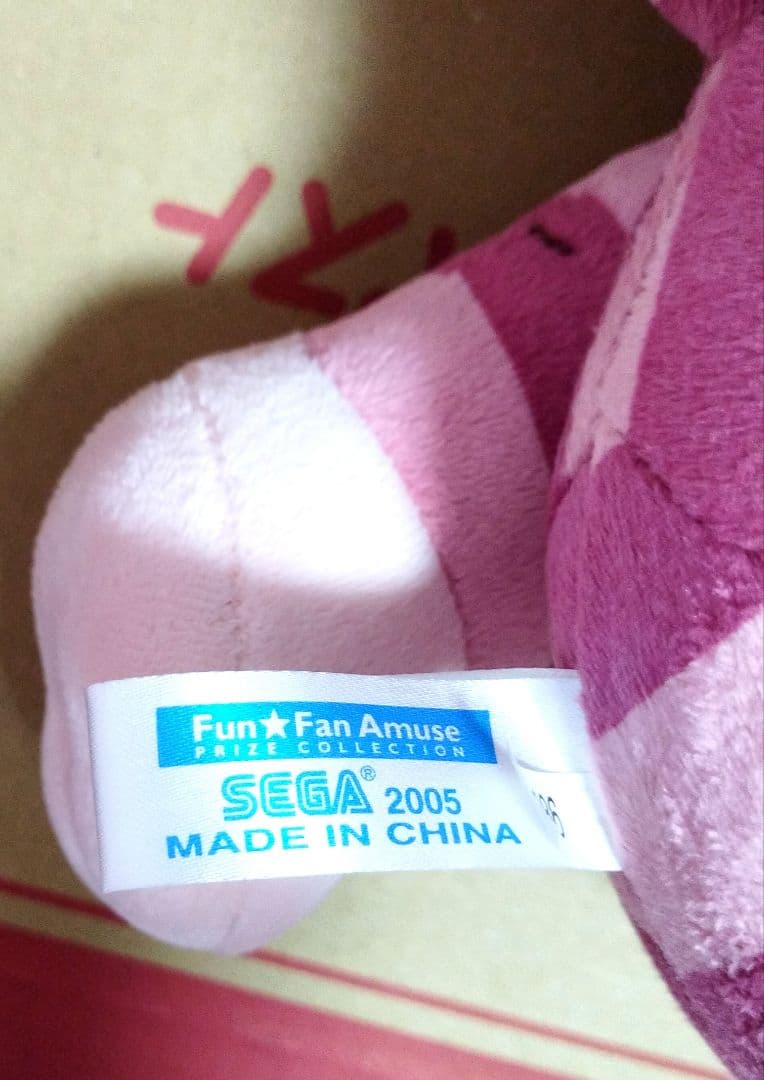 Fun★Fan Amuse
PRIZE COLLECTION
SEGA® 2005
MADE IN CHINA